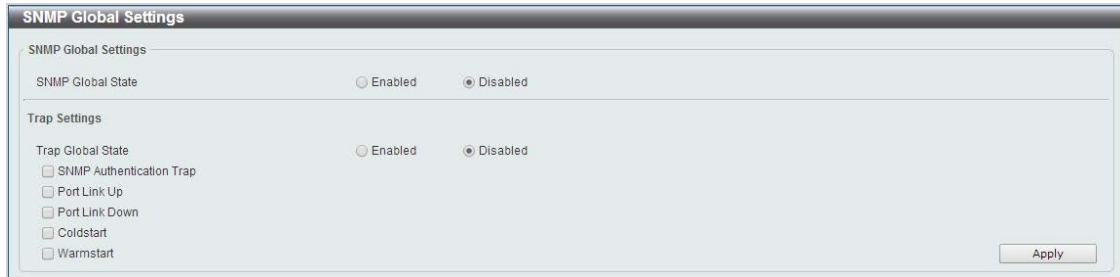 SNMP Global Settings
SNMP Global Settings
SNMP Global State Enabled Disabled
Trap Settings
Trap Global State Enabled Disabled
SNMP Authentication Trap
Port Link Up
Port Link Down
Coldstart
Warmstart
Apply